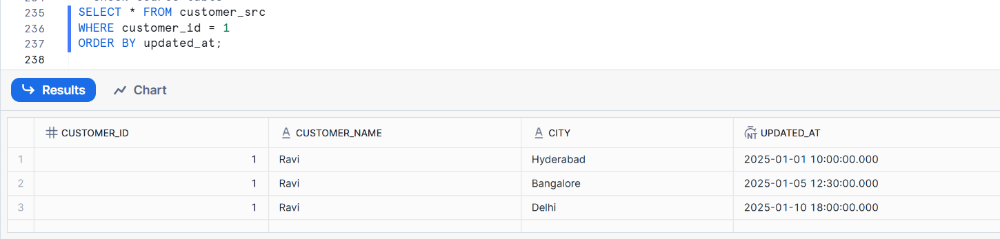 235 SELECT * FROM customer_src
236 WHERE customer_id = 1
237 ORDER BY updated_at;
238
Results Chart
CUSTOMER_ID CUSTOMER_NAME CITY UPDATED_AT
1 1 Ravi Hyderabad 2025-01-01 10:00:00.000
2 1 Ravi Bangalore 2025-01-05 12:30:00.000
3 1 Ravi Delhi 2025-01-10 18:00:00.000